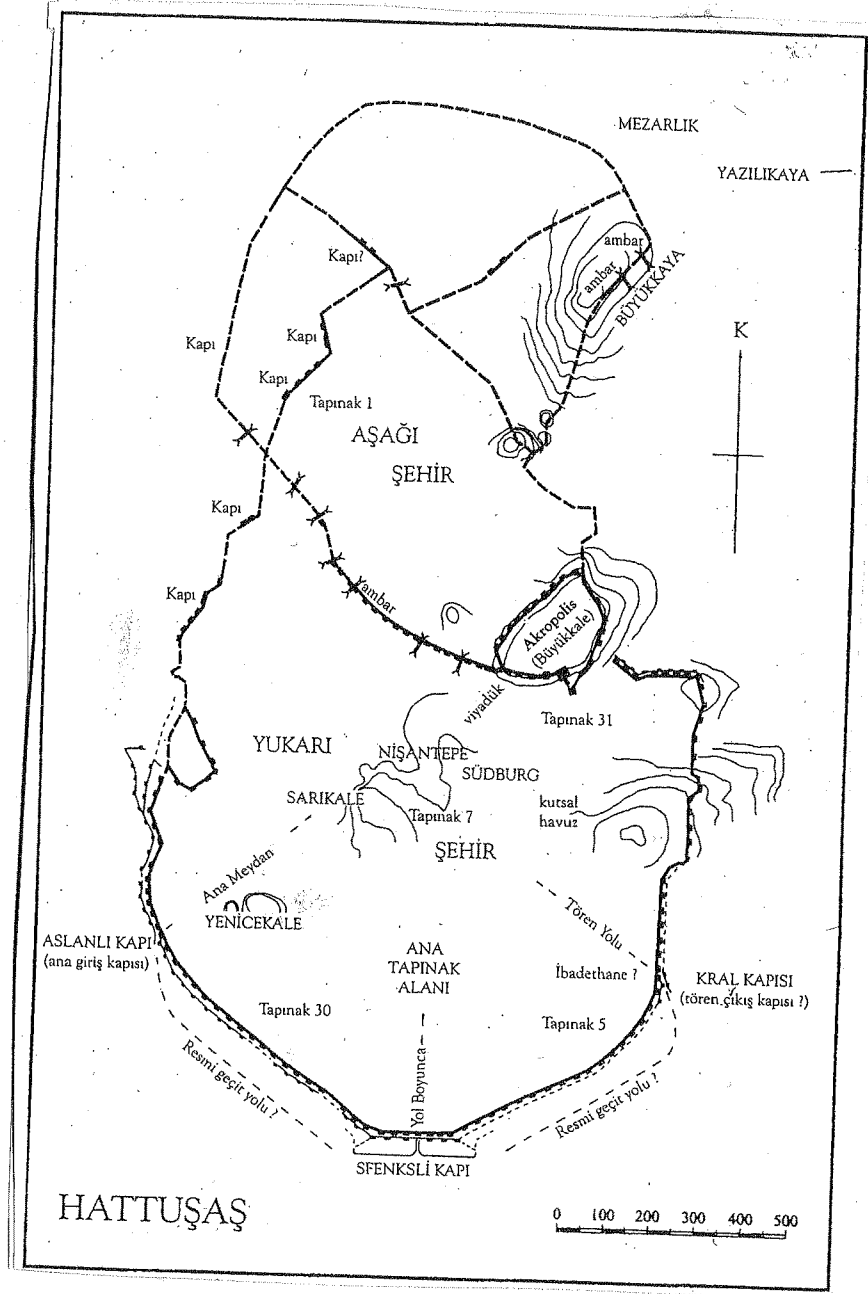 MEZARLIK
YAZILIKAYA
ambar
ambar
BÜYÜKKAYA
Kapı?
K
Kapı
Kapı
Kapı
Tapınak 1
AŞAĞI
ŞEHİR
Kapı
Kapı
ambar
Akropolis
(Büyükkale)
viyadük
Tapınak 31
YUKARI
NİŞANTEPE
SÜDBURG
SARIKALE
kutsal
havuz
Tapınak 7
ŞEHİR
Ana Meydan
YENİCEKALE
Tören Yolu
ASLANLI KAPI
(ana giriş kapısı)
ANA
TAPINAK
ALANI
İbadethane ?
KRAL KAPISI
(tören çıkış kapısı ?)
Tapınak 30
Tapınak 5
Resmi geçit yolu ?
Yol Boyunca
Resmi geçit yolu ?
SFENKSLİ KAPI
HATTUŞAŞ
0 100 200 300 400 500